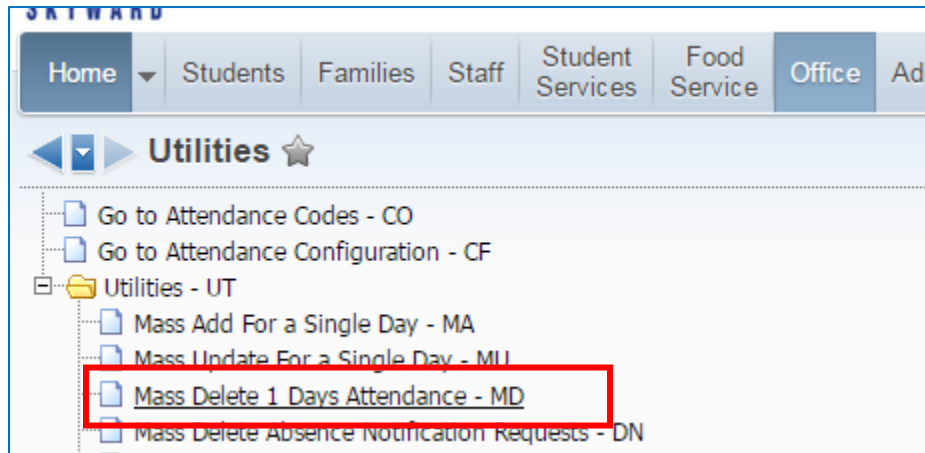 SKYWARD
Home Students Families Staff Student Services Food Service Office Ad
Utilities
Go to Attendance Codes - CO
Go to Attendance Configuration - CF
Utilities - UT
Mass Add For a Single Day - MA
Mass Update For a Single Day - MU
Mass Delete 1 Days Attendance - MD
Mass Delete Absence Notification Requests - DN